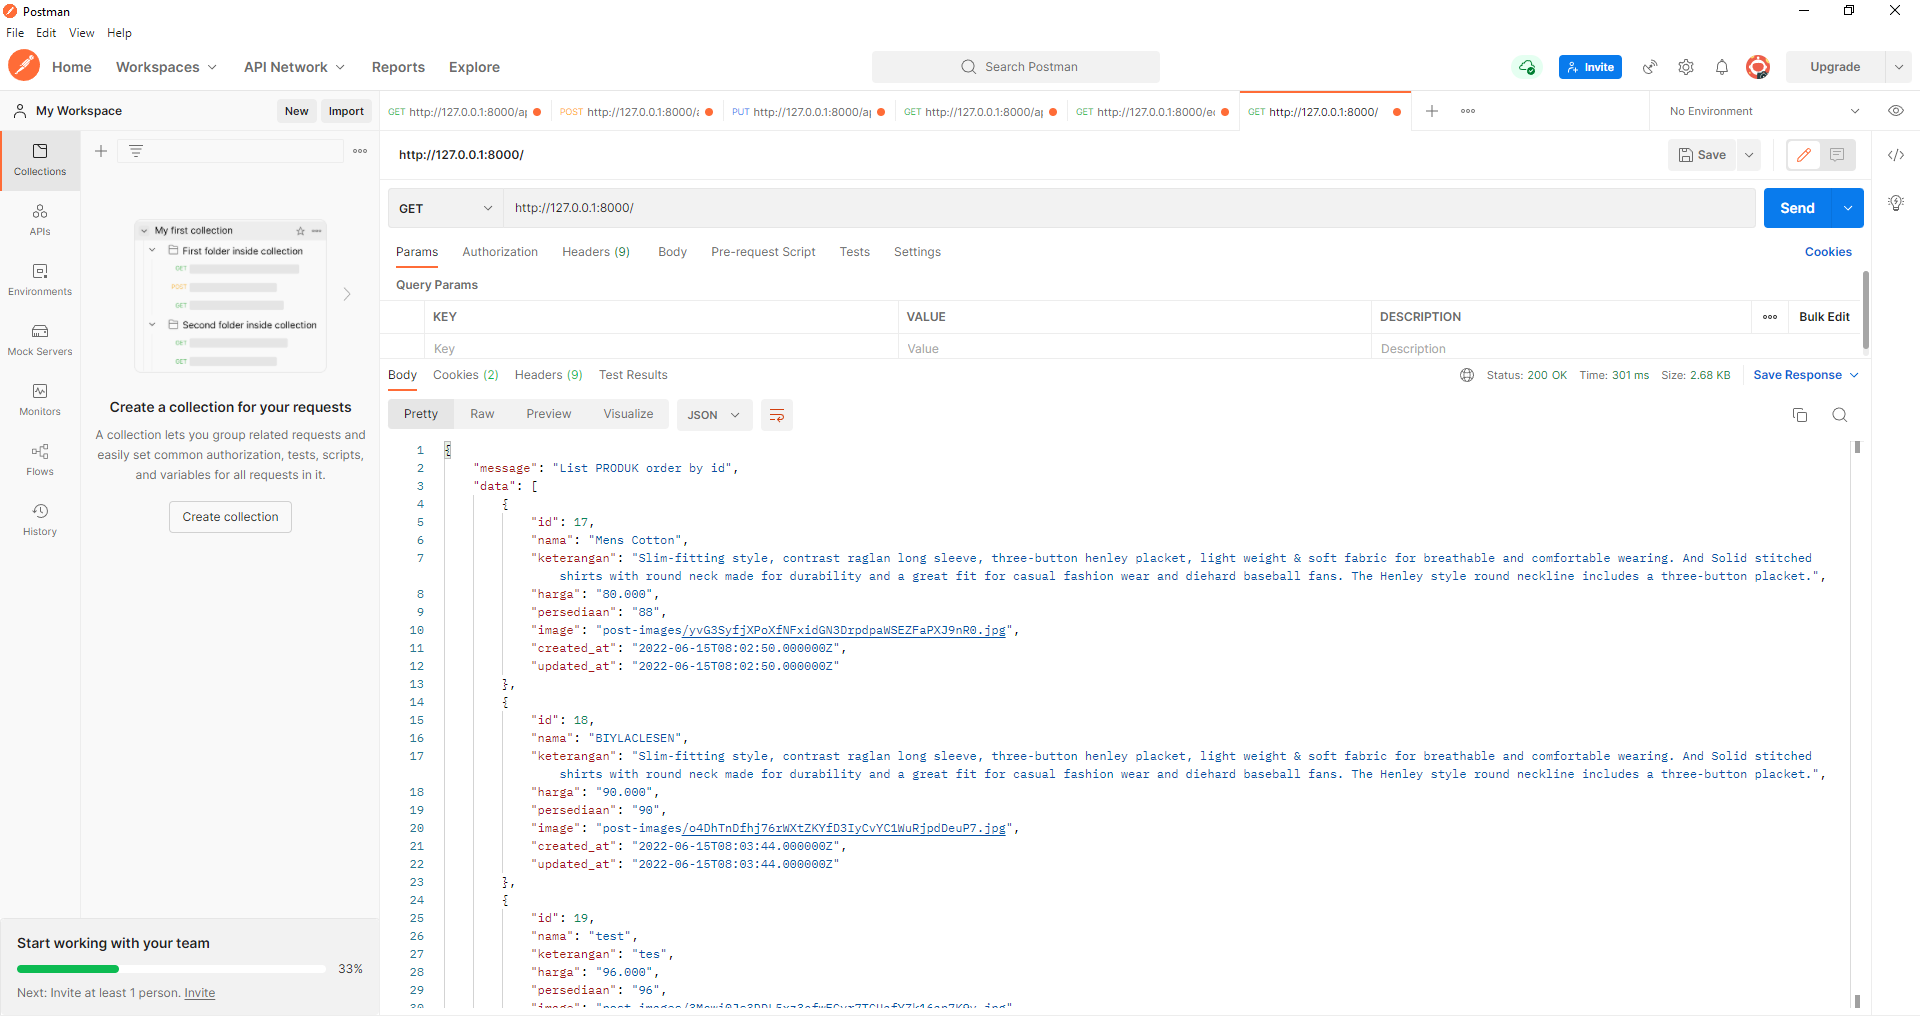 Postman
File Edit View Help
Home Workspaces API Network Reports Explore
Search Postman
Invite
Upgrade
My Workspace
New Import
GET http://127.0.0.1:8000/a
POST http://127.0.0.1:8000/
PUT http://127.0.0.1:8000/a
GET http://127.0.0.1:8000/a
GET http://127.0.0.1:8000/e
GET http://127.0.0.1:8000/
No Environment
Collections
APIs
Environments
Mock Servers
Monitors
Flows
History
My first collection
First folder inside collection
GET
POST
GET
Second folder inside collection
GET
GET
Create a collection for your requests
A collection lets you group related requests and
easily set common authorization, tests, scripts,
and variables for all requests in it.
Create collection
Start working with your team
33%
Next: Invite at least 1 person. Invite
http://127.0.0.1:8000/
Save
GET http://127.0.0.1:8000/
Send
Params Authorization Headers (9) Body Pre-request Script Tests Settings
Cookies
Query Params
KEY VALUE DESCRIPTION
Bulk Edit
Key Value Description
Body Cookies (2) Headers (9) Test Results
Status: 200 OK Time: 301 ms Size: 2.68 KB Save Response
Pretty Raw Preview Visualize JSON
1 {
2 "message": "List PRODUK order by id",
3 "data": [
4 {
5 "id": 17,
6 "nama": "Mens Cotton",
7 "keterangan": "Slim-fitting style, contrast raglan long sleeve, three-button henley placket, light weight & soft fabric for breathable and comfortable wearing. And Solid stitched
shirts with round neck made for durability and a great fit for casual fashion wear and diehard baseball fans. The Henley style round neckline includes a three-button placket.",
8 "harga": "80.000",
9 "persediaan": "88",
10 "image": "post-images/yvG3SyfjXPoXfNFxidGN3DrpdpaWSEZFaPXJ9nR0.jpg",
11 "created_at": "2022-06-15T08:02:50.000000Z",
12 "updated_at": "2022-06-15T08:02:50.000000Z"
13 },
14 {
15 "id": 18,
16 "nama": "BIYLACLESEN",
17 "keterangan": "Slim-fitting style, contrast raglan long sleeve, three-button henley placket, light weight & soft fabric for breathable and comfortable wearing. And Solid stitched
shirts with round neck made for durability and a great fit for casual fashion wear and diehard baseball fans. The Henley style round neckline includes a three-button placket.",
18 "harga": "90.000",
19 "persediaan": "90",
20 "image": "post-images/o4DhTnDfhj76rWXtZKYfD3IyCvYC1WuRjpdDeuP7.jpg",
21 "created_at": "2022-06-15T08:03:44.000000Z",
22 "updated_at": "2022-06-15T08:03:44.000000Z"
23 },
24 {
25 "id": 19,
26 "nama": "test",
27 "keterangan": "tes",
28 "harga": "96.000",
29 "persediaan": "96",